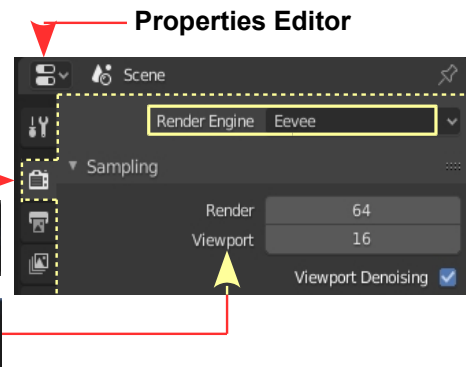 Properties Editor
Scene
Render Engine Eevee
Sampling
Render 64
Viewport 16
Viewport Denoising